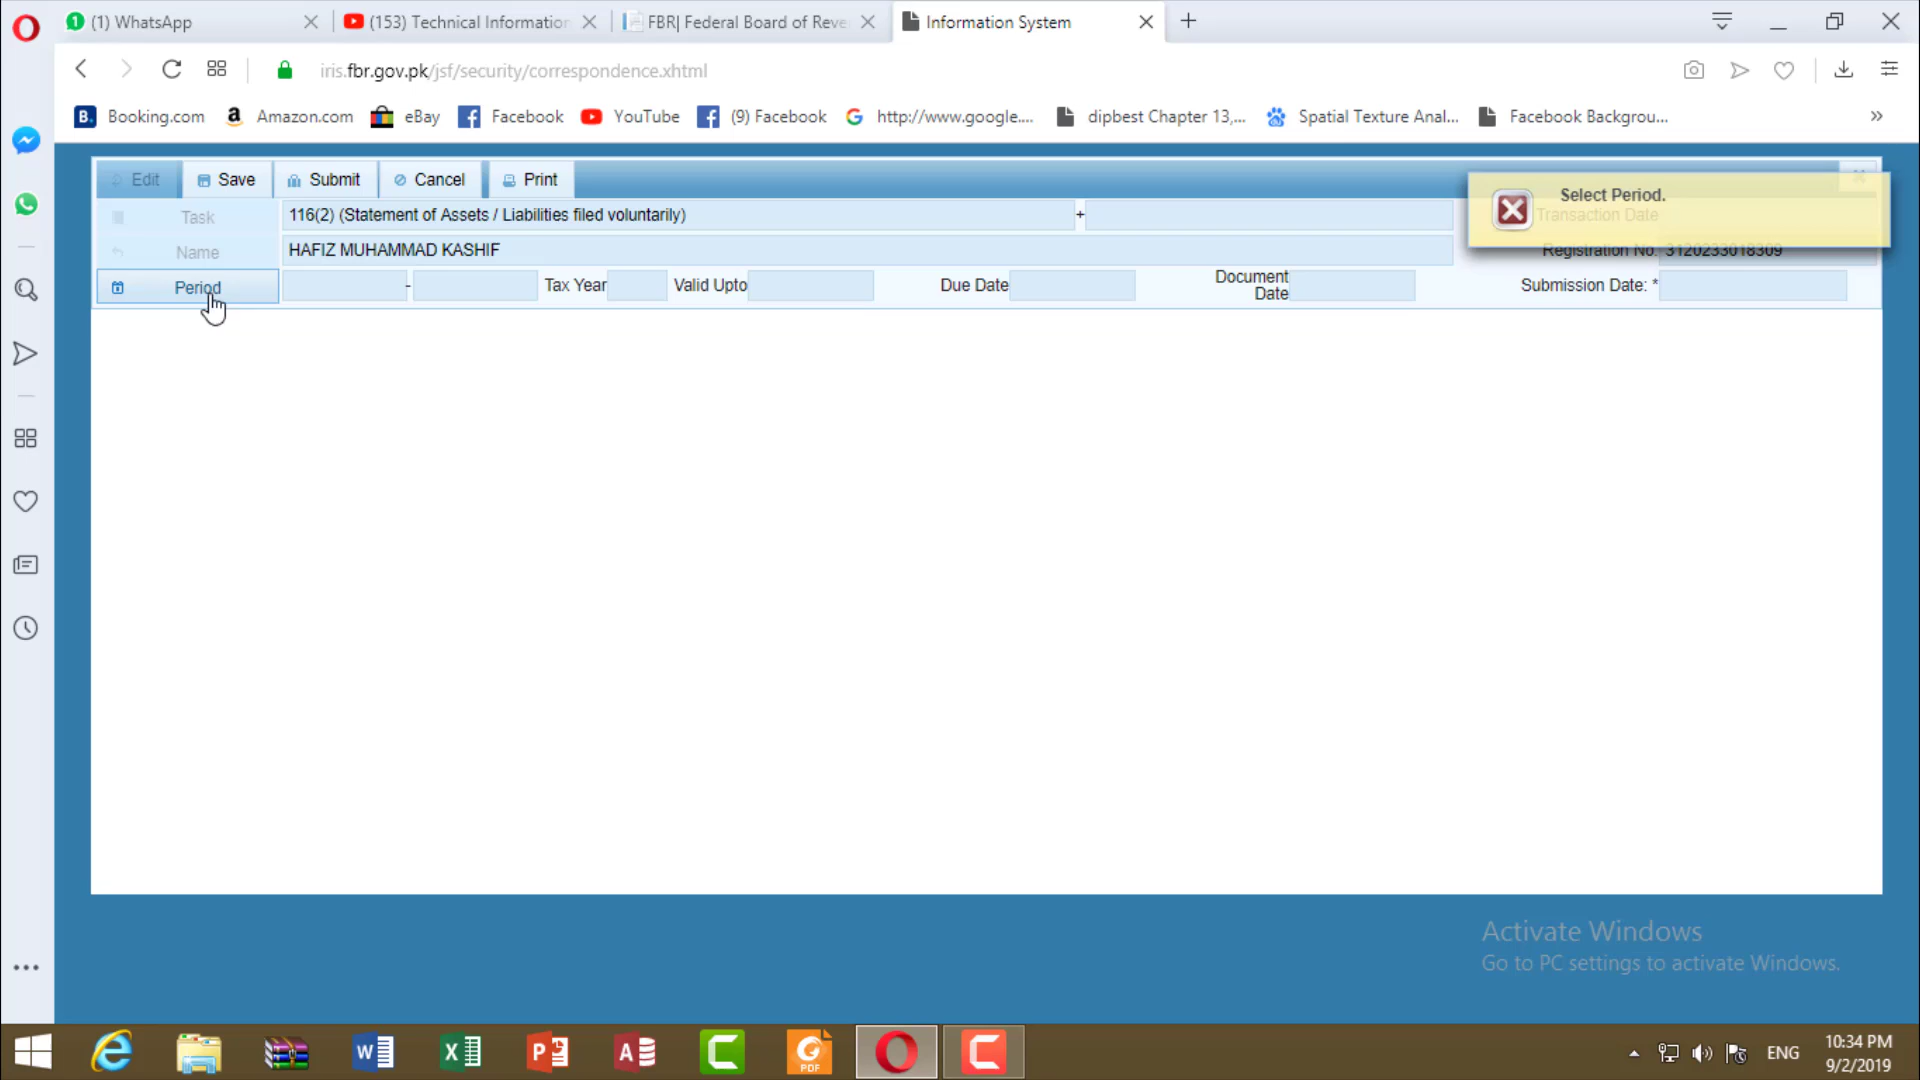 (1) WhatsApp
(153) Technical Information
FBR| Federal Board of Reve
Information System
iris.fbr.gov.pk/jsf/security/correspondence.xhtml
Booking.com
Amazon.com
eBay
Facebook
YouTube
(9) Facebook
http://www.google....
dipbest Chapter 13,...
Spatial Texture Anal...
Facebook Backgrou...
»
Edit
Save
Submit
Cancel
Print
Select Period.
Task
116(2) (Statement of Assets / Liabilities filed voluntarily)
+
Transaction Date
Name
HAFIZ MUHAMMAD KASHIF
Registration No. 3120233018309
Period
-
Tax Year
Valid Upto
Due Date
Document Date
Submission Date: *
Activate Windows
Go to PC settings to activate Windows.
ENG
10:34 PM
9/2/2019